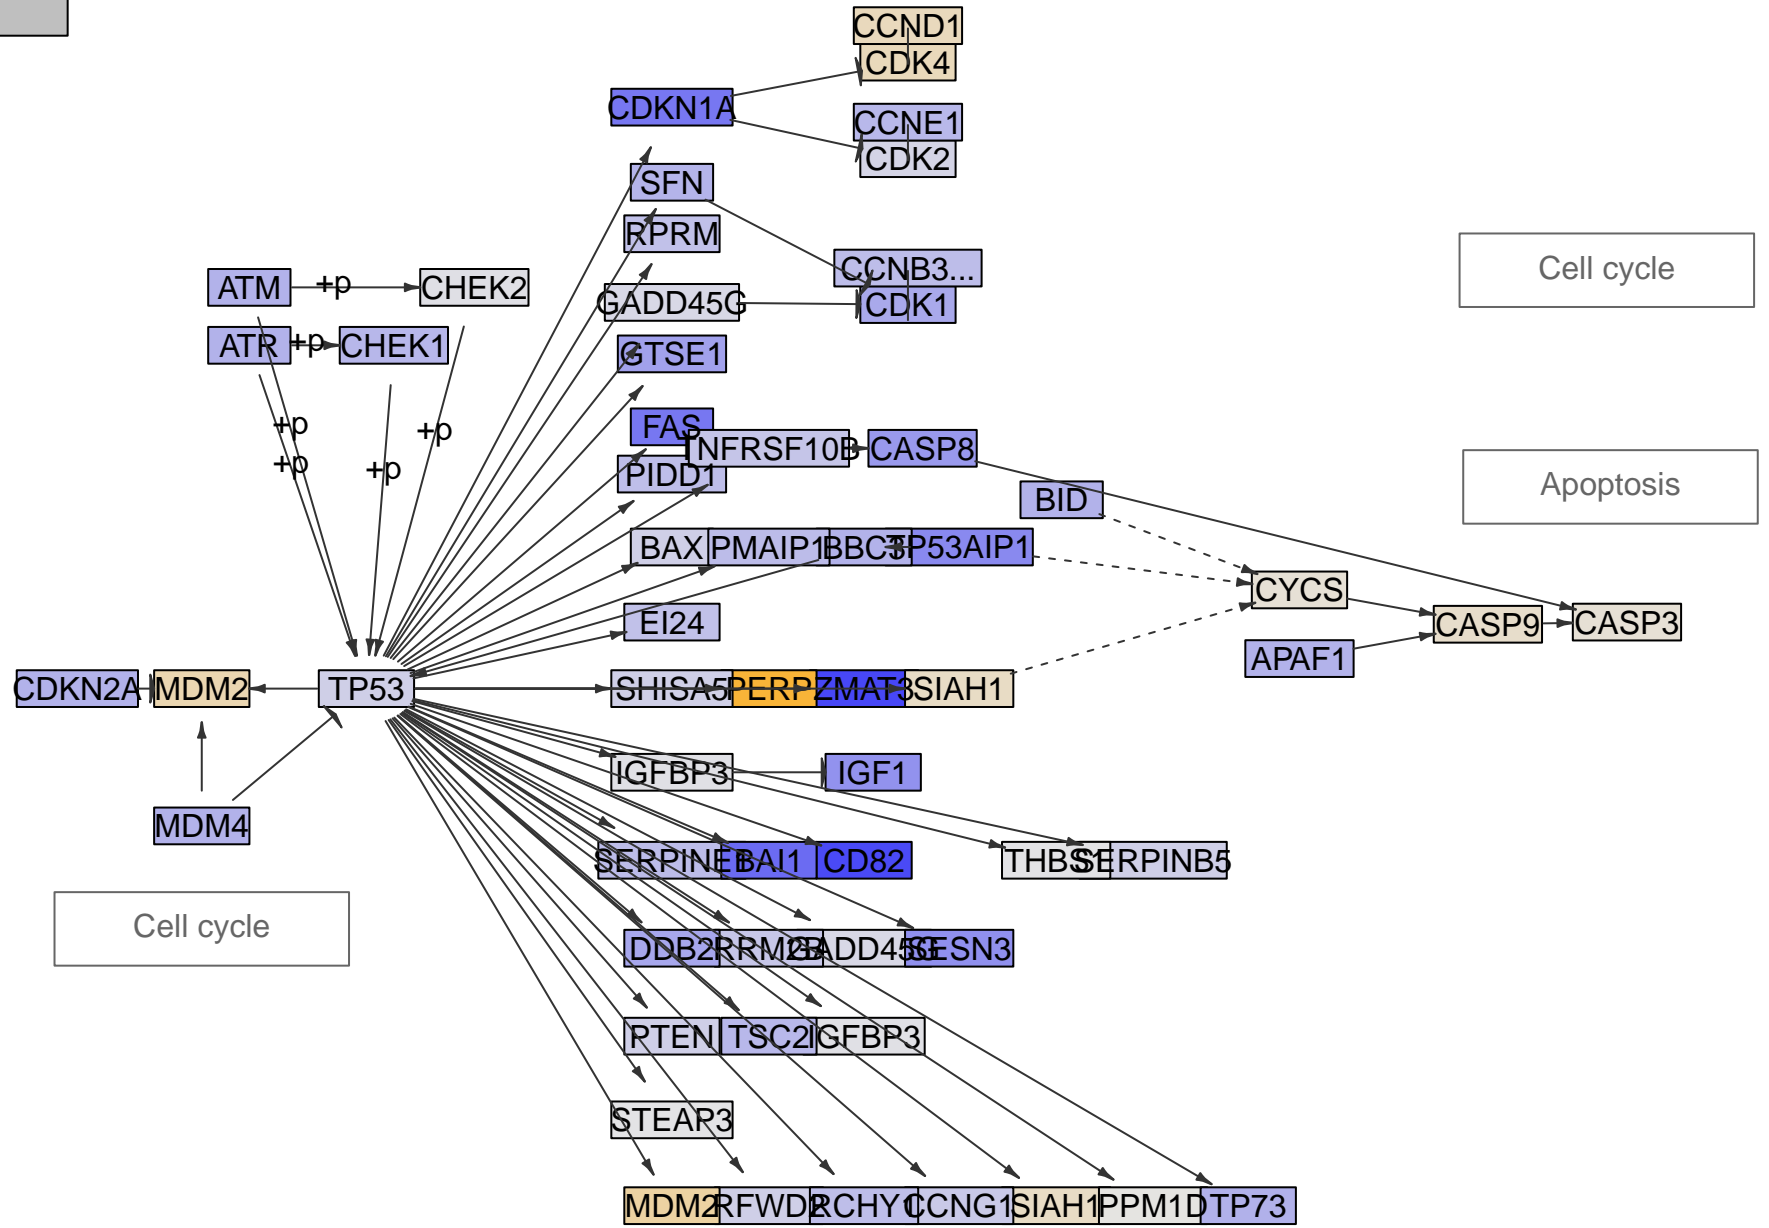 CCND1
CDK4
CDKN1A
CCNE1
CDK2
SFN
RPRM
CCNB3...
Cell cycle
ATM
+p
CHEK2
GADD45G
CDK1
ATR
+p
CHEK1
GTSE1
+p
+p
FAS
NFRSF10B
CASP8
+p
+p
PIDD1
Apoptosis
BID
BAX
PMAIP1
BBC3
TP53AIP1
CYCS
EI24
CASP9
CASP3
APAF1
CDKN2A
MDM2
TP53
SHISA5
PERP
ZMAT3
SIAH1
IGFBP3
IGF1
MDM4
SERPINE1
BAI1
CD82
THBS1
SERPINB5
Cell cycle
DDB2
RRM2B
GADD45G
SESN3
PTEN
TSC2
IGFBP3
STEAP3
MDM2
RFWD2
RCHY1
CCNG1
SIAH1
PPM1D
TP73